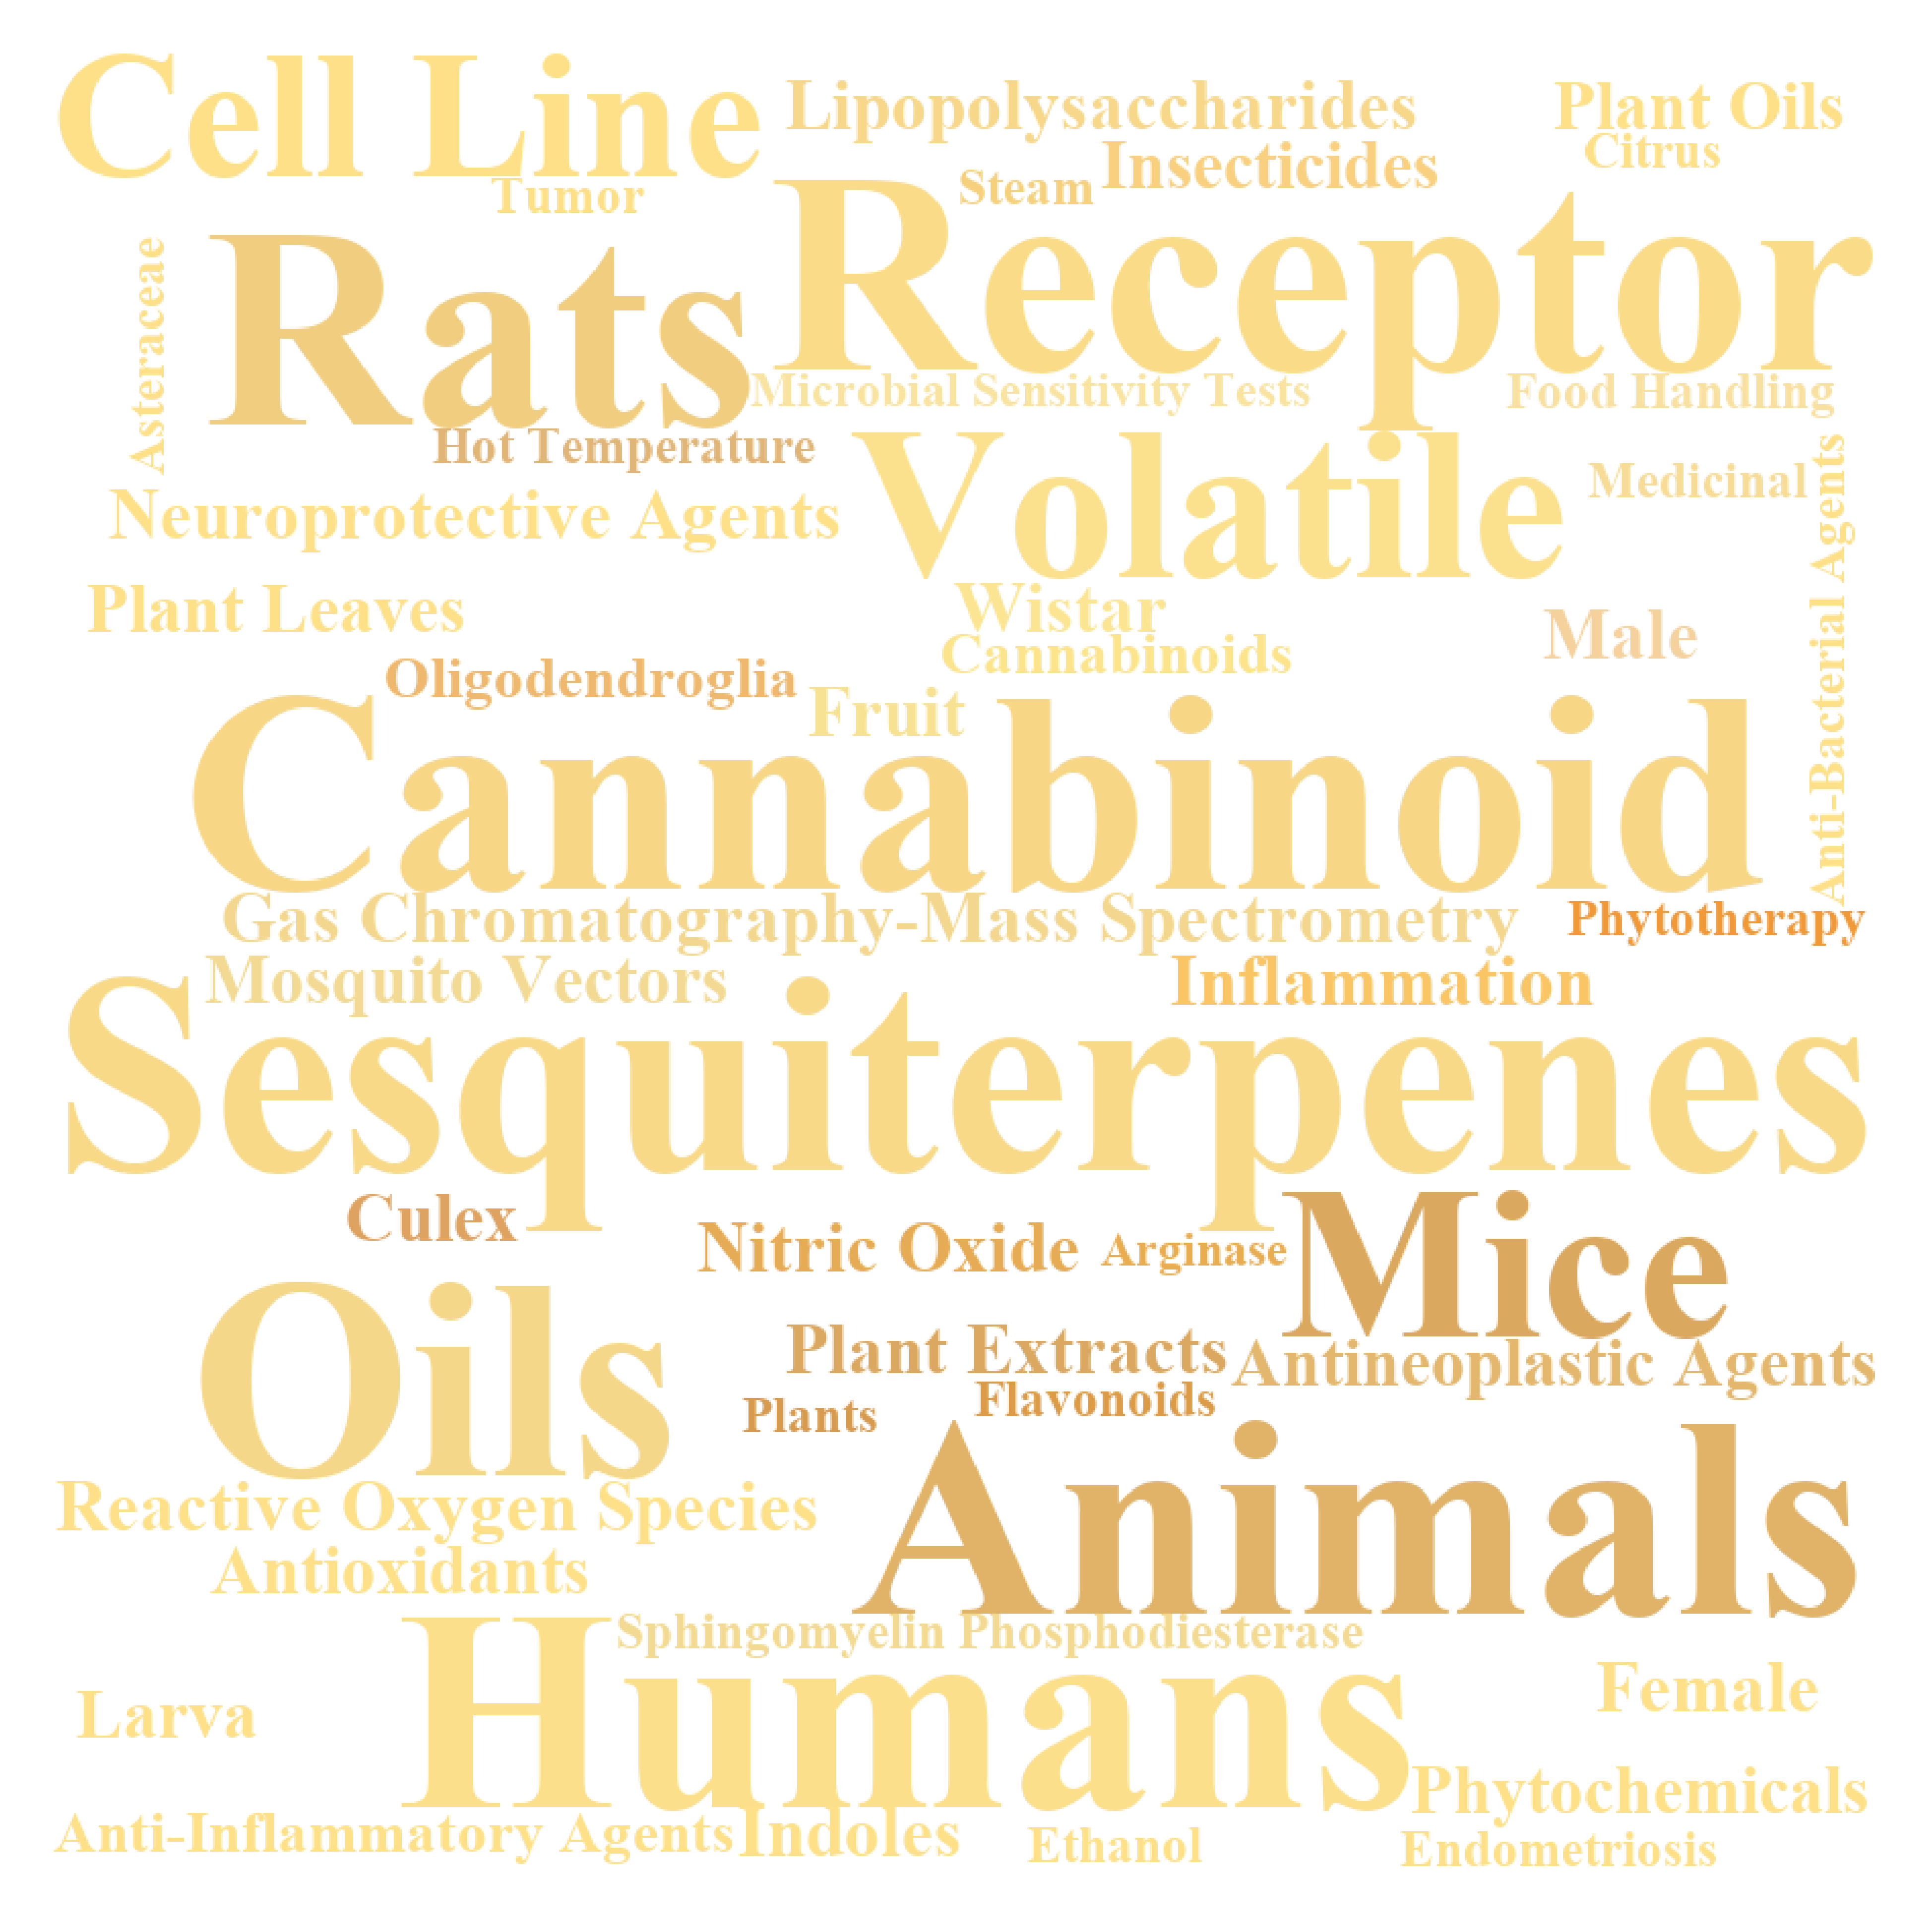 Cell Line
Lipopolysaccharides
Plant Oils
Citrus
Insecticides
Steam
Tumor
Receptor
Rats
Asteraceae
Microbial Sensitivity Tests
Food Handling
Hot Temperature
Volatile
Medicinal
Anti-Bacterial Agents
Neuroprotective Agents
Plant Leaves
Wistar
Male
Cannabinoids
Oligodendroglia
Fruit
Cannabinoid
Gas Chromatography-Mass Spectrometry
Phytotherapy
Mosquito Vectors
Inflammation
Sesquiterpenes
Culex
Nitric Oxide
Arginase
Mice
Oils
Plant Extracts
Antineoplastic Agents
Flavonoids
Plants
Animals
Reactive Oxygen Species
Antioxidants
Sphingomyelin Phosphodiesterase
Humans
Female
Larva
Phytochemicals
Anti-Inflammatory Agents
Indoles
Ethanol
Endometriosis